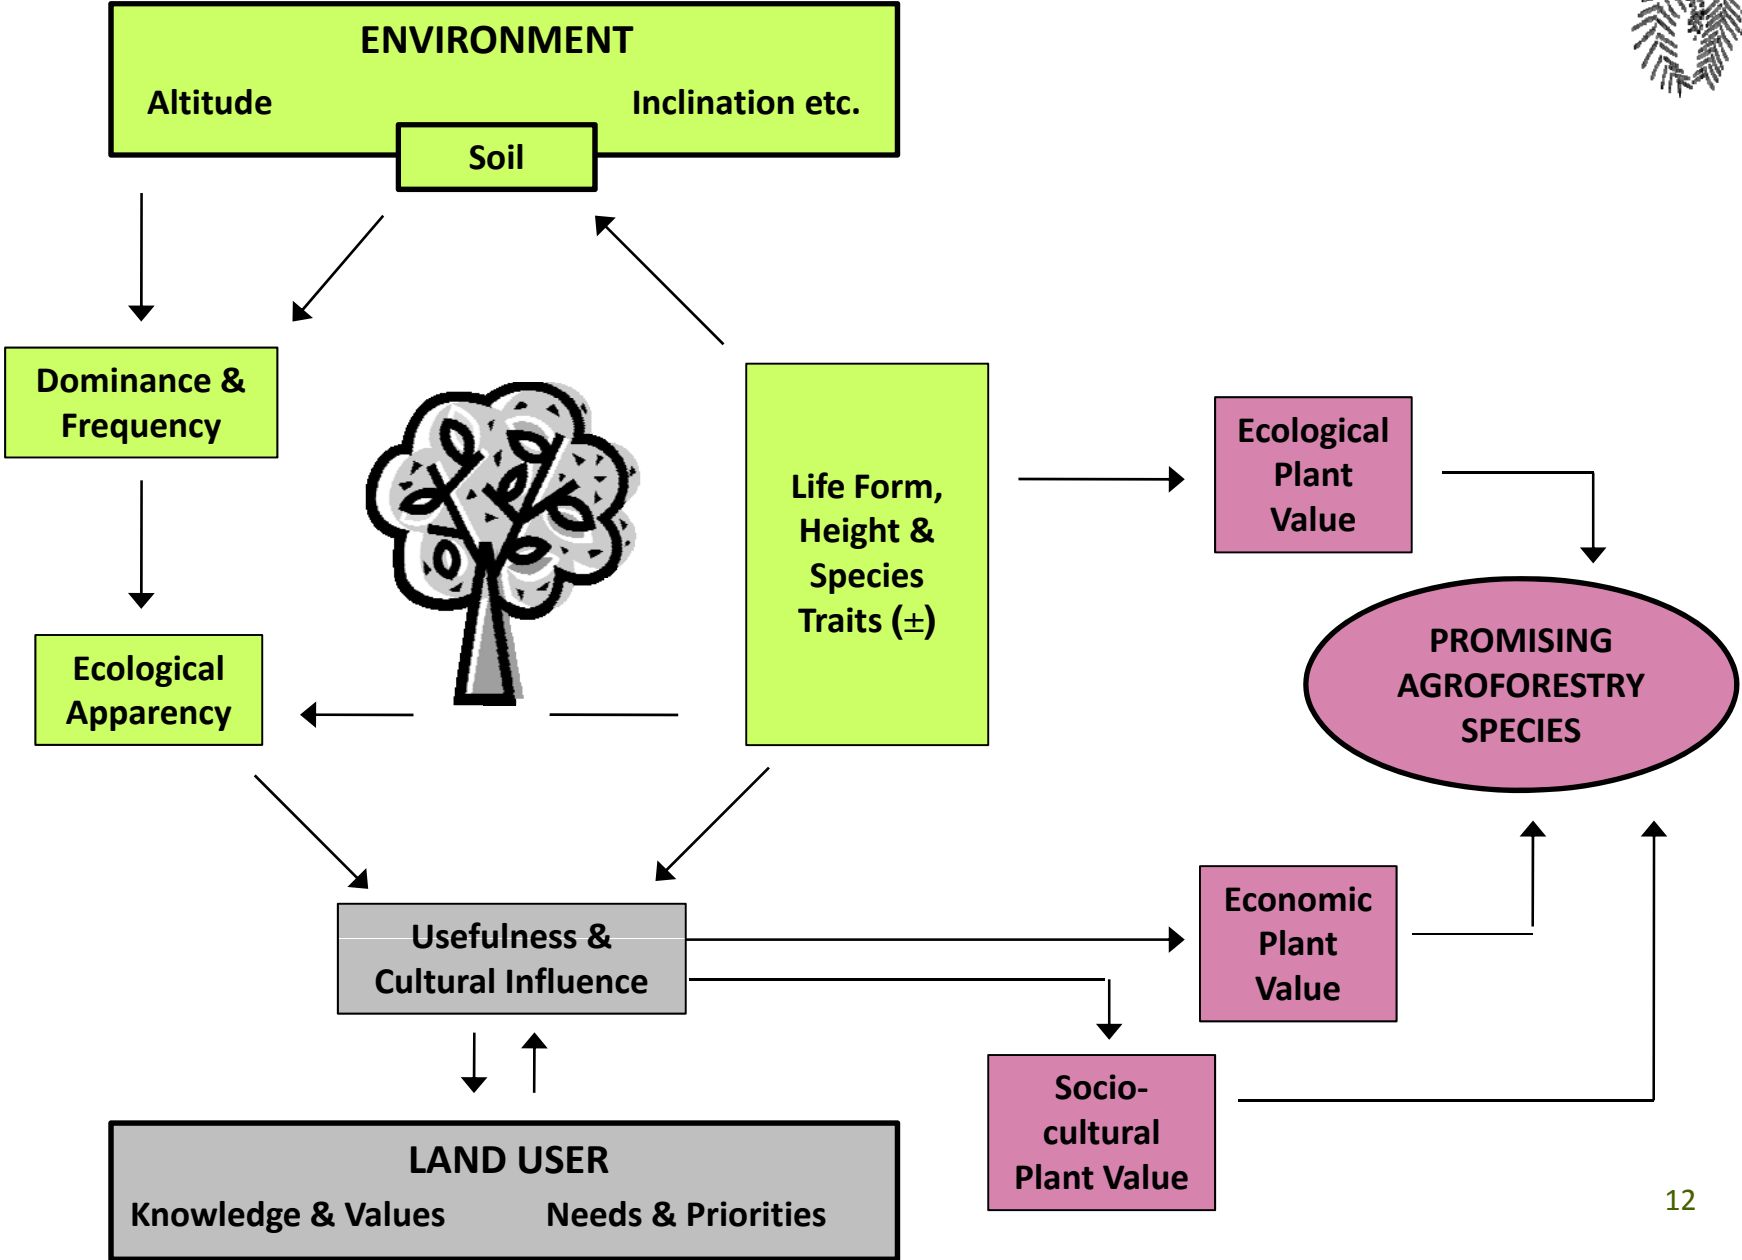 ENVIRONMENT
Altitude
Inclination etc.
Soil
Dominance &
Frequency
Life Form,
Height &
Species
Traits (±)
Ecological
Plant
Value
Ecological
Apparency
PROMISING
AGROFORESTRY
SPECIES
Usefulness &
Cultural Influence
Economic
Plant
Value
Socio-
cultural
Plant Value
LAND USER
Knowledge & Values
Needs & Priorities
12